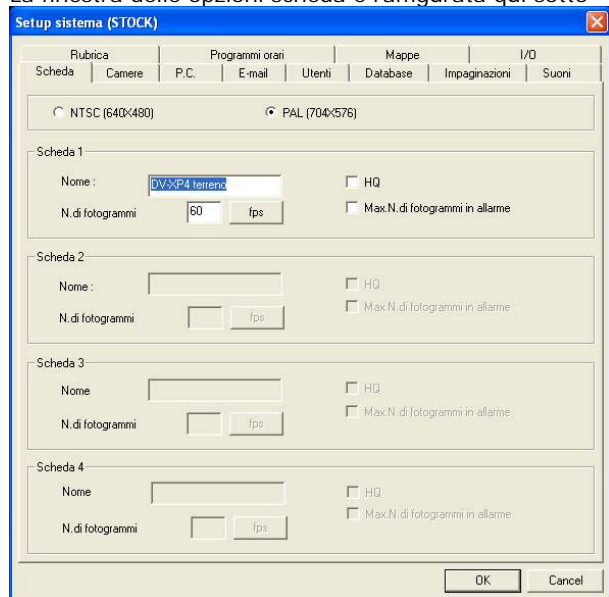 La finestra delle opzioni scheda è raffigurata qui sotto
Setup sistema (STOCK)
Rubrica Programmi orari Mappe I/O
Scheda Camere P.C. E-mail Utenti Database Impaginazioni Suoni
NTSC (640X480) PAL (704X576)
Scheda 1
Nome : DV-XP4 terreno HQ
N.di fotogrammi 60 fps Max.N.di fotogrammi in allarme
Scheda 2
Nome : HQ
N.di fotogrammi fps Max.N.di fotogrammi in allarme
Scheda 3
Nome HQ
N.di fotogrammi fps Max.N.di fotogrammi in allarme
Scheda 4
Nome HQ
N.di fotogrammi fps Max.N.di fotogrammi in allarme
OK Cancel